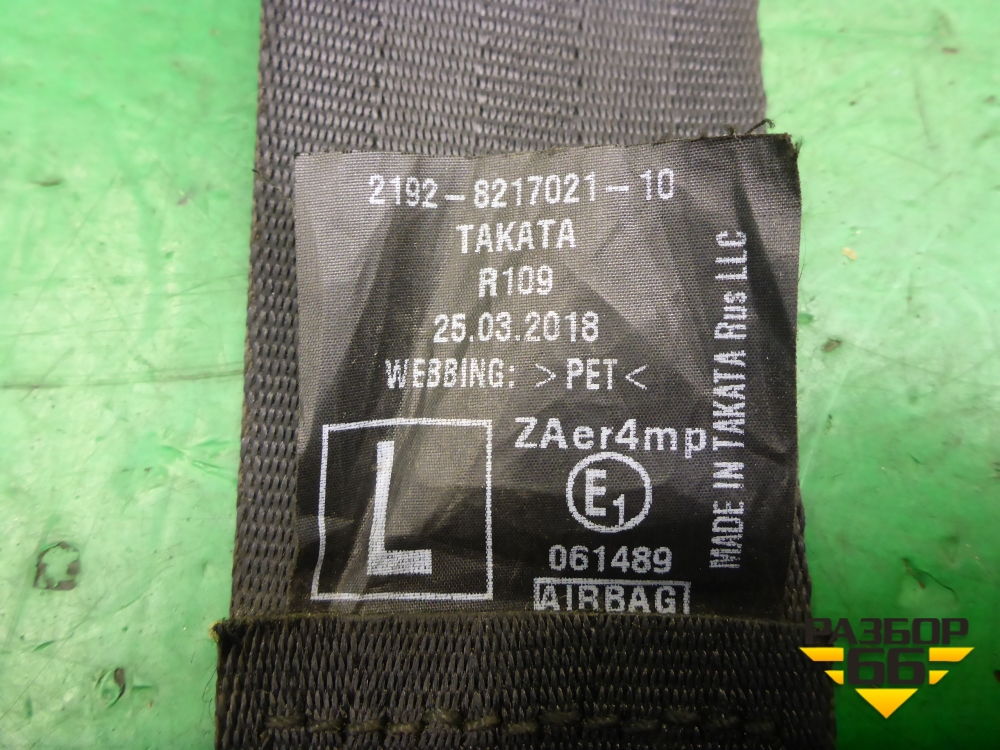 2192-8217021-10
TAKATA
R109
25.03.2018
WEBBING: >PET<
L
ZAer4mp
E1
061489
AIRBAG
MADE IN TAKATA Rus LLC
РАЗБОР
66